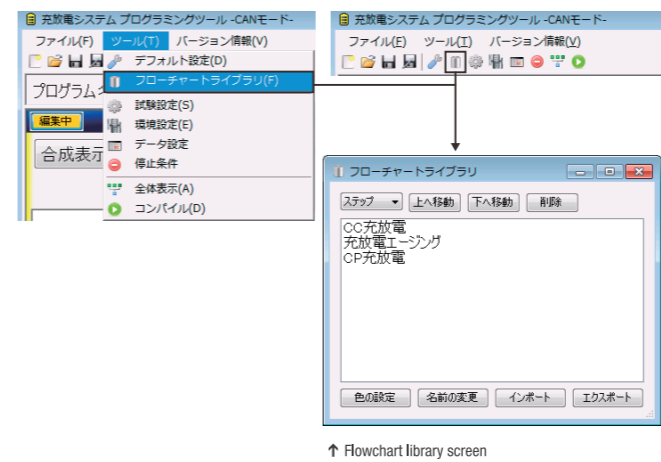 充放電システム プログラミングツール -CANモード-
ファイル(F) ツール(T) バージョン情報(V)
デフォルト設定(D)
プログラム
フローチャートライブラリ(F)
試験設定(S)
編集中
環境設定(E)
データ設定
合成表示
停止条件
全体表示(A)
コンパイル(D)
充放電システム プログラミングツール -CANモード-
ファイル(F) ツール(T) バージョン情報(V)
フローチャートライブラリ
ステップ 上へ移動 下へ移動 削除
CC充放電
充放電エージング
CP充放電
色の設定 名前の変更 インポート エクスポート
↑ Flowchart library screen